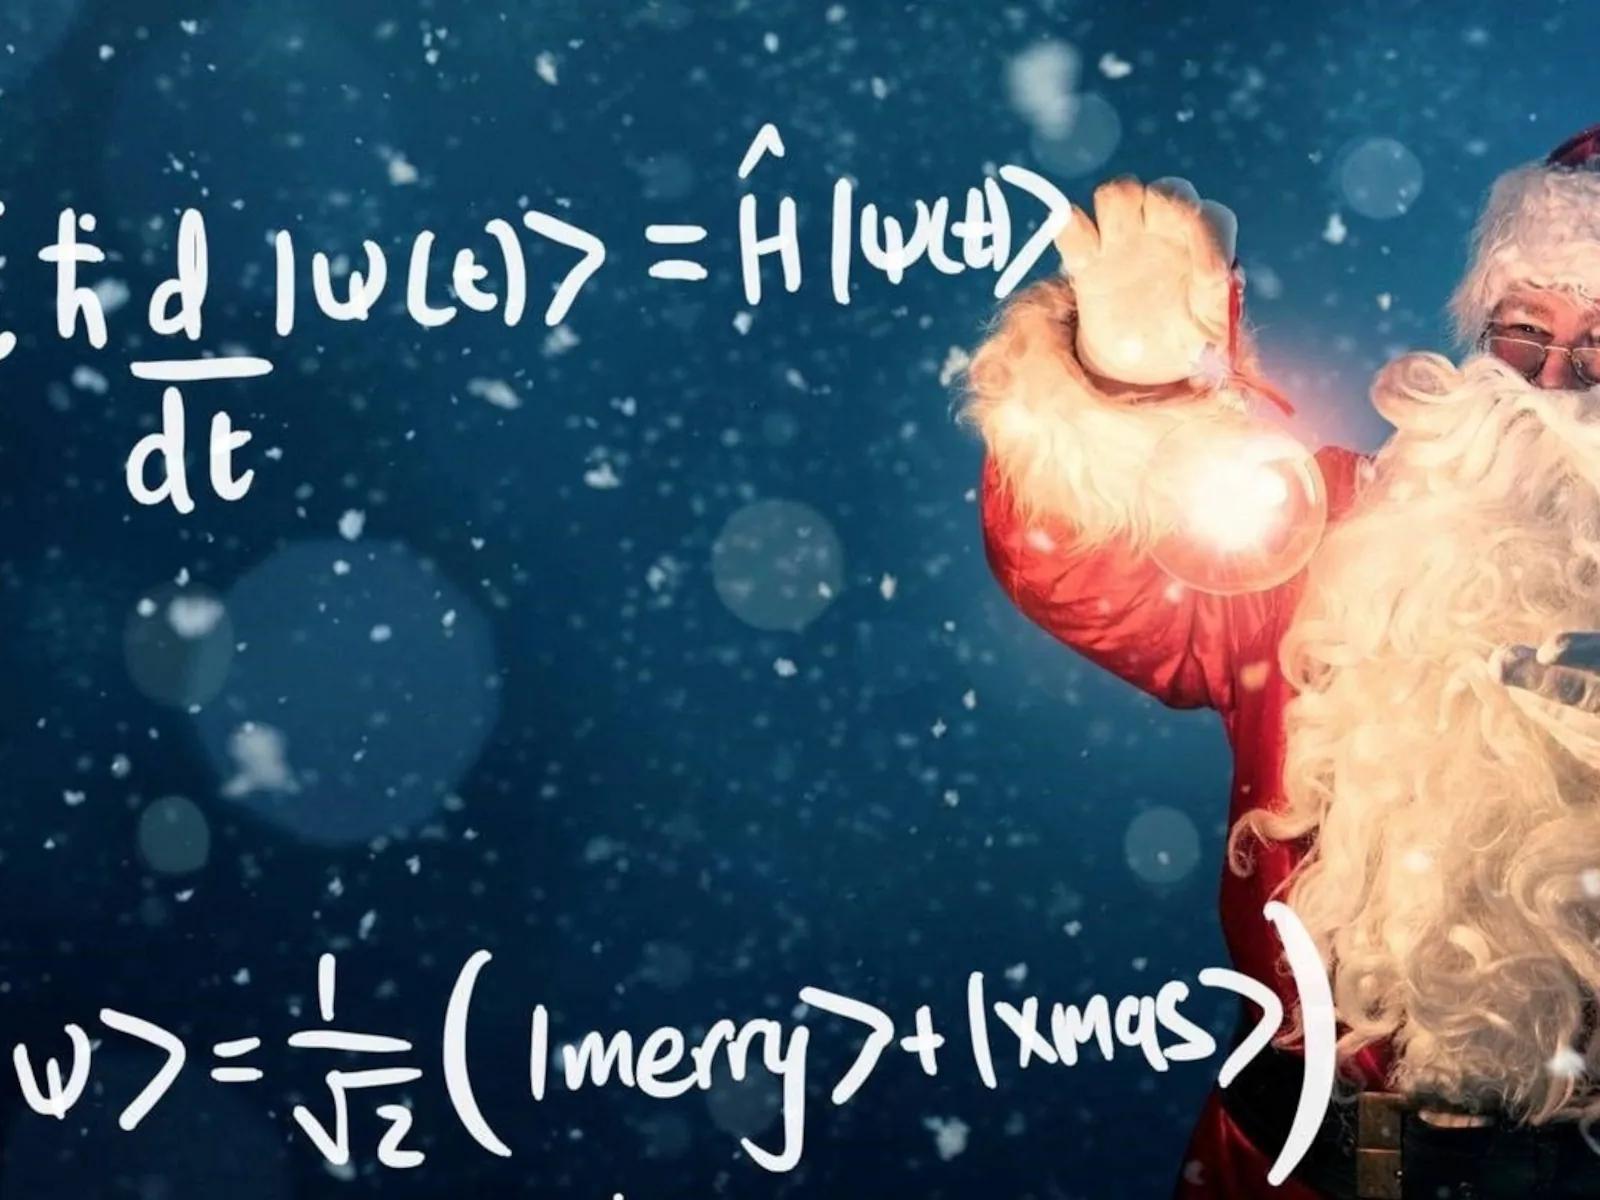 iħ d/dt |ψ(t)> = Ĥ|ψ(t)>
ψ> = 1/√2 (|merry> + |xmas>)